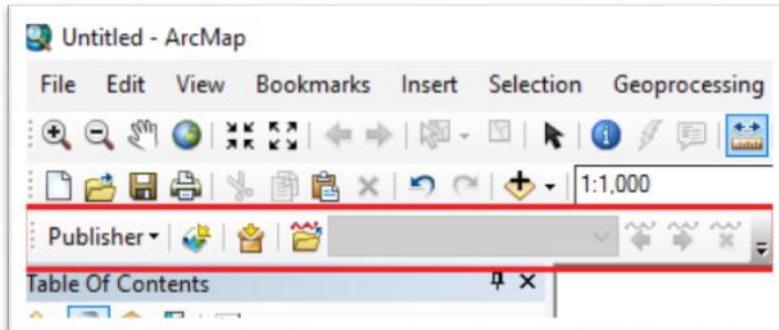 Untitled - ArcMap
File Edit View Bookmarks Insert Selection Geoprocessing
1:1,000
Publisher
Table Of Contents